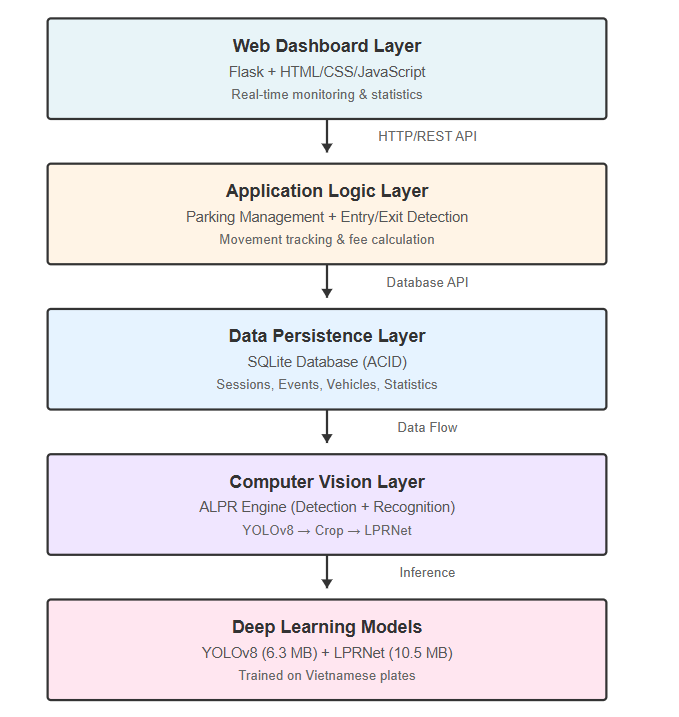 Web Dashboard Layer
Flask + HTML/CSS/JavaScript
Real-time monitoring & statistics
HTTP/REST API
Application Logic Layer
Parking Management + Entry/Exit Detection
Movement tracking & fee calculation
Database API
Data Persistence Layer
SQLite Database (ACID)
Sessions, Events, Vehicles, Statistics
Data Flow
Computer Vision Layer
ALPR Engine (Detection + Recognition)
YOLOv8 → Crop → LPRNet
Inference
Deep Learning Models
YOLOv8 (6.3 MB) + LPRNet (10.5 MB)
Trained on Vietnamese plates